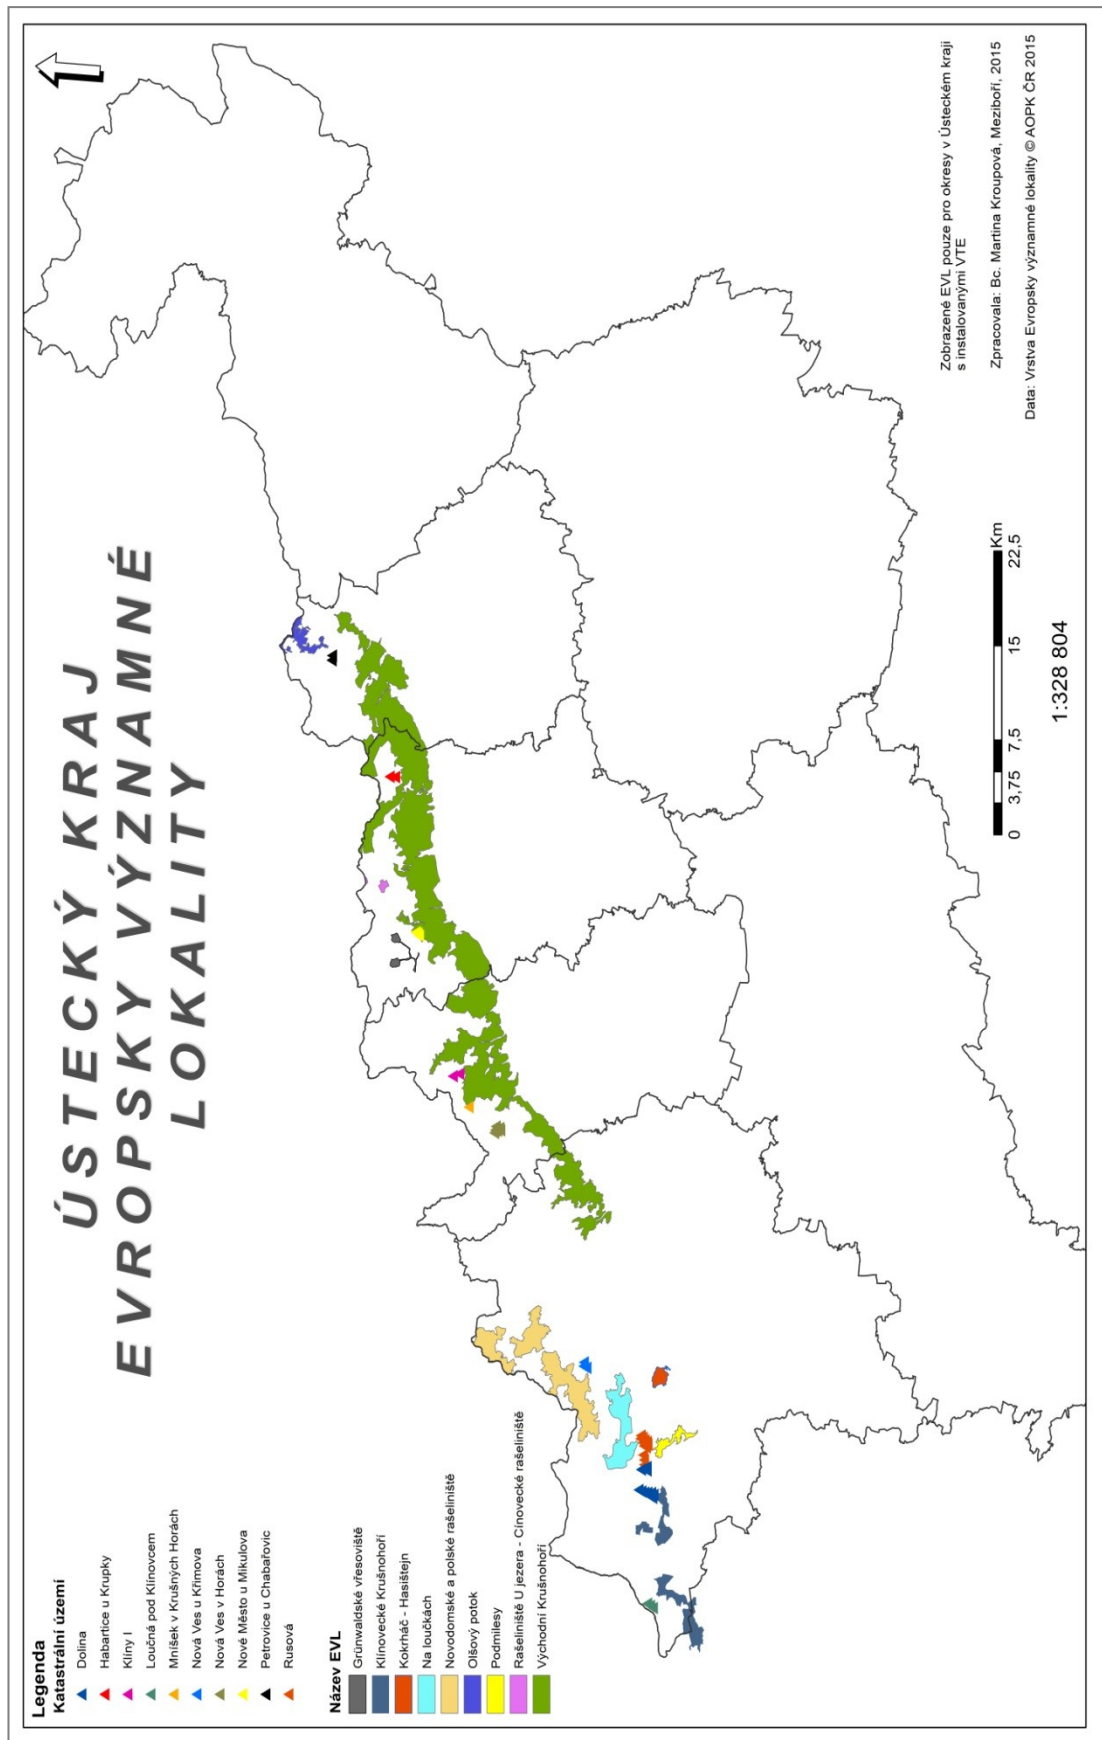 ÚSTECKÝ KRAJ
EVROPSKY VÝZNAMNÉ
LOKALITY
Legenda
Katastrální území
Dolina
Habartice u Krupky
Klíny I
Loučná pod Klínovcem
Mníšek v Krušných Horách
Nová Ves u Křimova
Nová Ves v Horách
Nové Město u Mikulova
Petrovice u Chabařovic
Rusová
Název EVL
Grünwaldské vřesoviště
Klínovecké Krušnohoří
Kokrháč - Hasištejn
Na loučkách
Novodomské a polské rašeliniště
Olšový potok
Podmilesy
Rašeliniště U jezera - Cínovecké rašeliniště
Východní Krušnohoří
0 3,75 7,5 15 22,5
Km
1:328 804
Zobrazené EVL pouze pro okresy v Ústeckém kraji
s instalovanými VTE
Zpracovala: Bc. Martina Kroupová, Meziboří, 2015
Data: Vrstva Evropsky významné lokality © AOPK ČR 2015